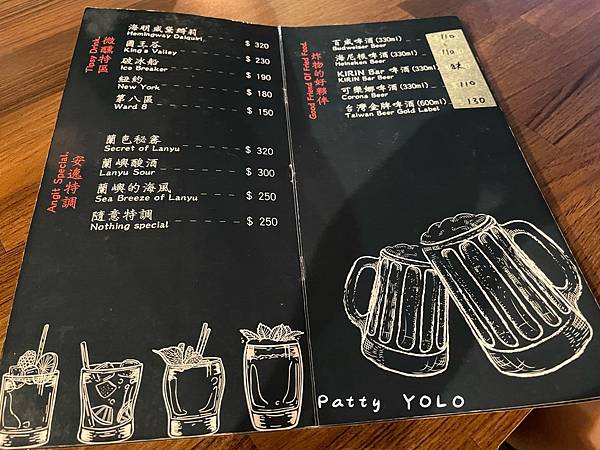 微醺特區
Tipsy Drink.
海明威黛綺莉
Hemingway Daiquiri
$ 320
國王谷
King's Valley
$ 230
破冰船
Ice Breaker
$ 190
紐約
New York
$ 180
第八區
Ward 8
$ 150
安逸特調
Angit Special.
蘭色秘密
Secret of Lanyu
$ 320
蘭嶼酸酒
Lanyu Sour
$ 300
蘭嶼的海風
Sea Breeze of Lanyu
$ 250
隨意特調
Nothing special
$ 250
炸物的好夥伴
Good Friend Of Fried Food.
百威啤酒 (330ml)
Budweiser Beer
110
海尼根啤酒 (330ml)
Heineken Beer
110
KIRIN Bar 啤酒 (330ml)
KIRIN Bar Beer
可樂娜啤酒 (330ml)
Corona Beer
110
台灣金牌啤酒 (600ml)
Taiwan Beer Gold Label
130
Patty YOLO